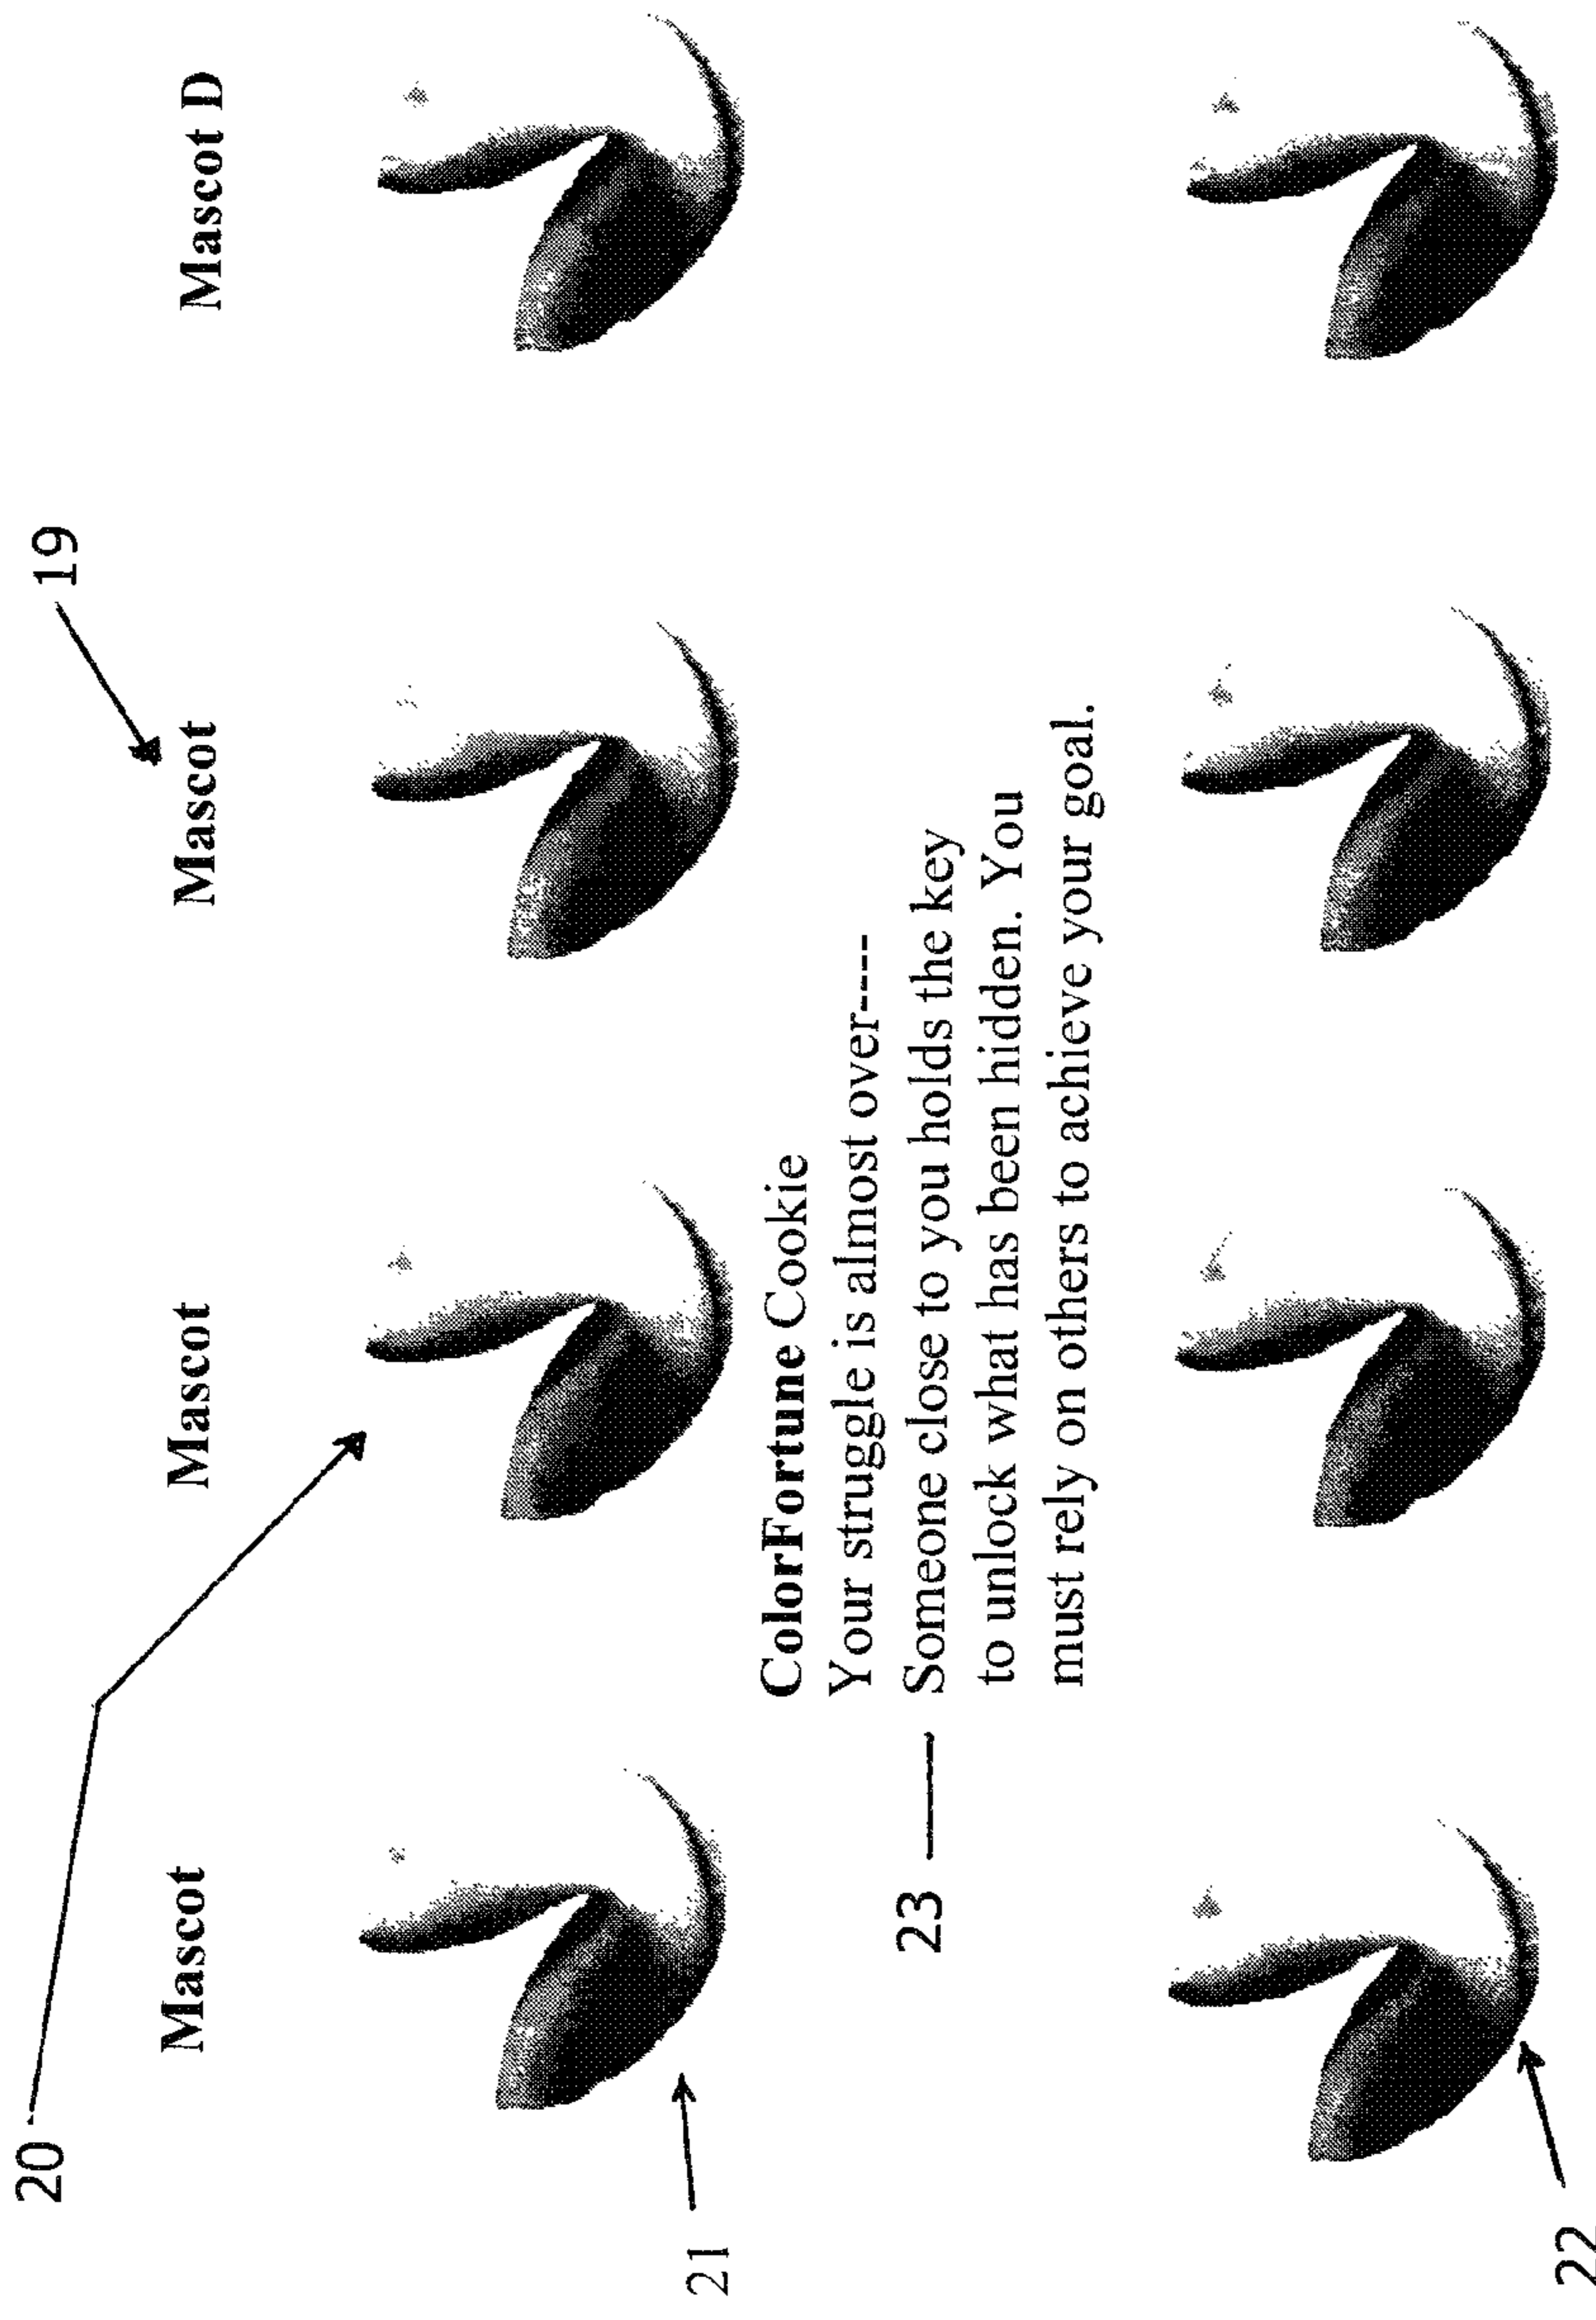 20
19
Mascot Mascot Mascot Mascot D
21
ColorFortune Cookie
Your struggle is almost over----
23
Someone close to you holds the key
to unlock what has been hidden. You
must rely on others to achieve your goal.
22